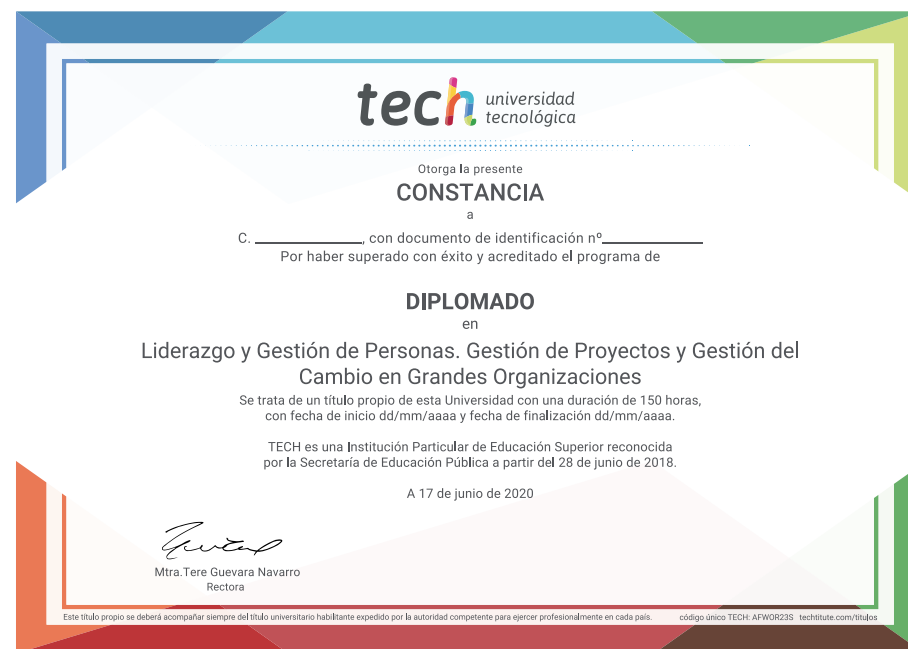 tech universidad
tecnológica
Otorga la presente
CONSTANCIA
a
C. ____________, con documento de identificación nº____________
Por haber superado con éxito y acreditado el programa de
DIPLOMADO
en
Liderazgo y Gestión de Personas. Gestión de Proyectos y Gestión del
Cambio en Grandes Organizaciones
Se trata de un título propio de esta Universidad con una duración de 150 horas,
con fecha de inicio dd/mm/aaaa y fecha de finalización dd/mm/aaaa.
TECH es una Institución Particular de Educación Superior reconocida
por la Secretaría de Educación Pública a partir del 28 de junio de 2018.
A 17 de junio de 2020
Mtra.Tere Guevara Navarro
Rectora
Este título propio se deberá acompañar siempre del título universitario habilitante expedido por la autoridad competente para ejercer profesionalmente en cada país. código único TECH: AFWOR23S techtitute.com/titulos